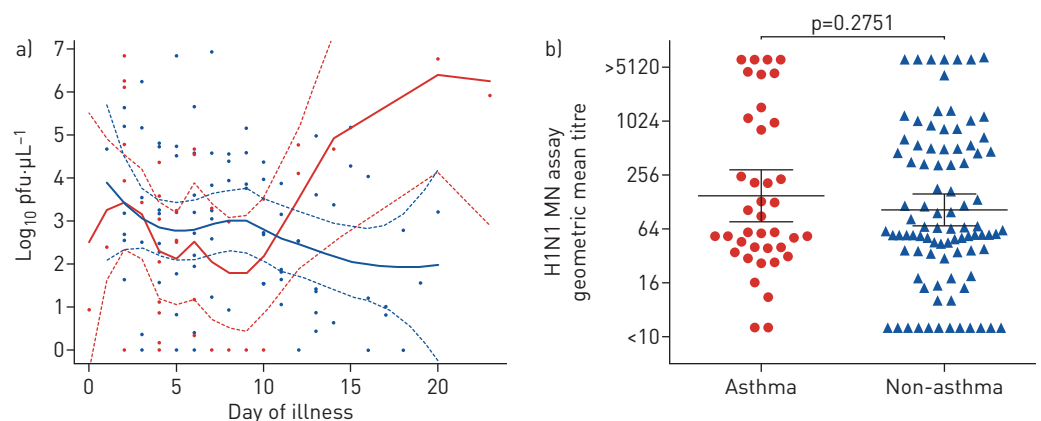 a)
Log10 pfu·µL–1
7
6
5
4
3
2
1
0
0 5 10 15 20
Day of illness
b)
p=0.2751
H1N1 MN assay
geometric mean titre
>5120
1024
256
64
16
<10
Asthma Non-asthma